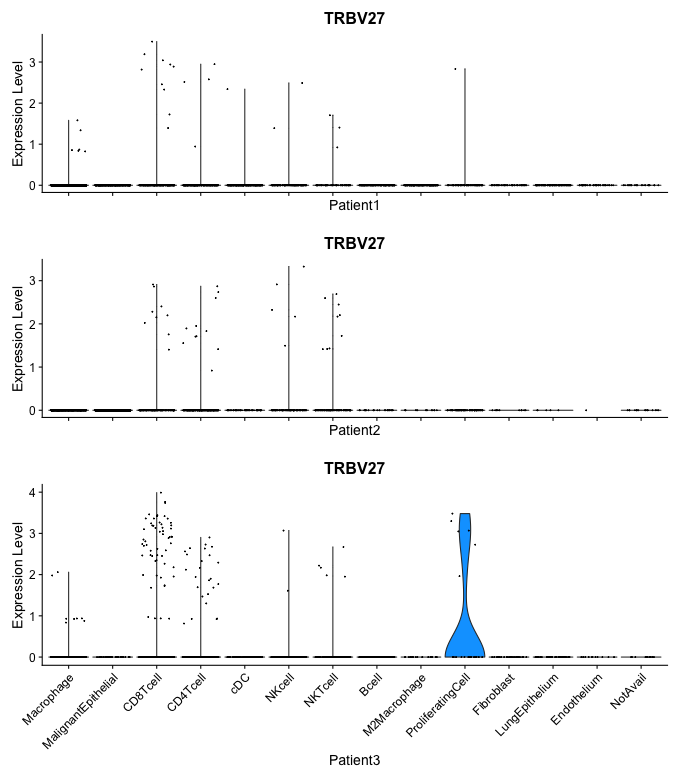 TRBV27
Expression Level
3
2
1
0
Patient1
TRBV27
Expression Level
3
2
1
0
Patient2
TRBV27
Expression Level
4
3
2
1
0
Macrophage
MalignantEpithelial
CD8Tcell
CD4Tcell
cDC
NKcell
NKTcell
Bcell
M2Macrophage
ProliferatingCell
Fibroblast
LungEpithelium
Endothelium
NotAvail
Patient3